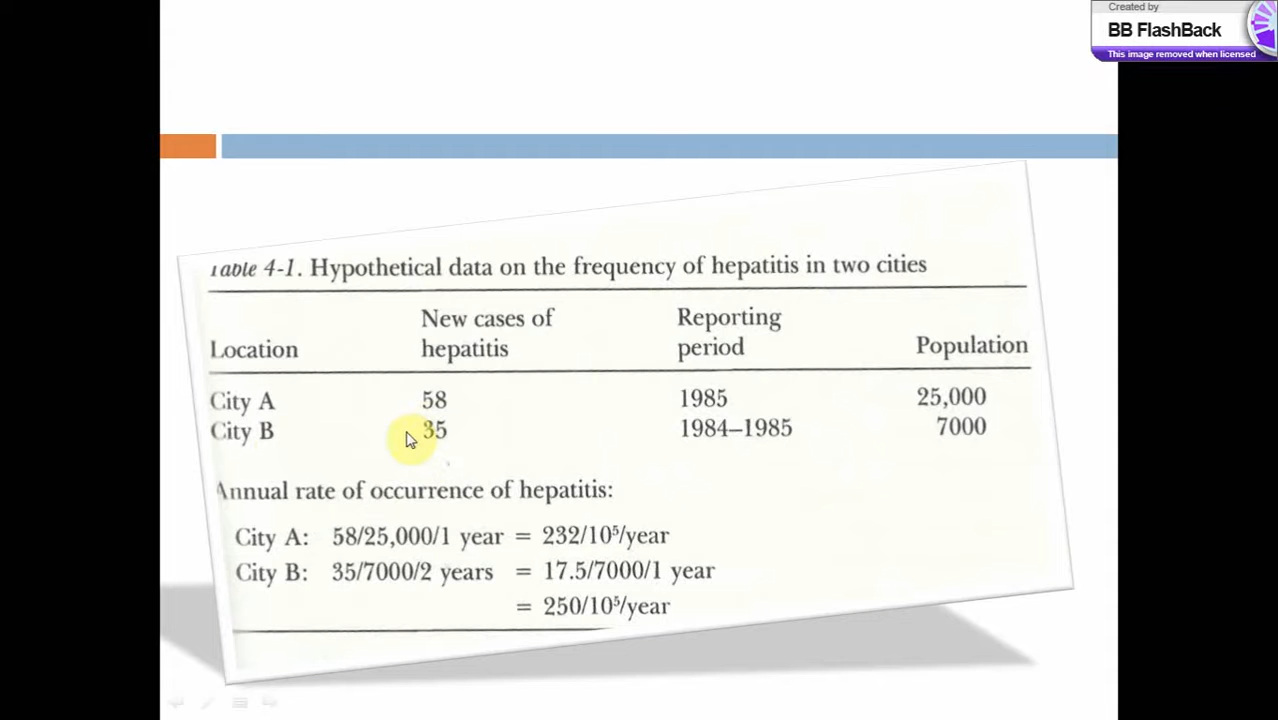 Created by
BB FlashBack
This image removed when licensed
Table 4-1. Hypothetical data on the frequency of hepatitis in two cities
New cases of Reporting
Location hepatitis period Population
City A 58 1985 25,000
City B 35 1984–1985 7000
Annual rate of occurrence of hepatitis:
City A: 58/25,000/1 year = 232/10⁵/year
City B: 35/7000/2 years = 17.5/7000/1 year
= 250/10⁵/year